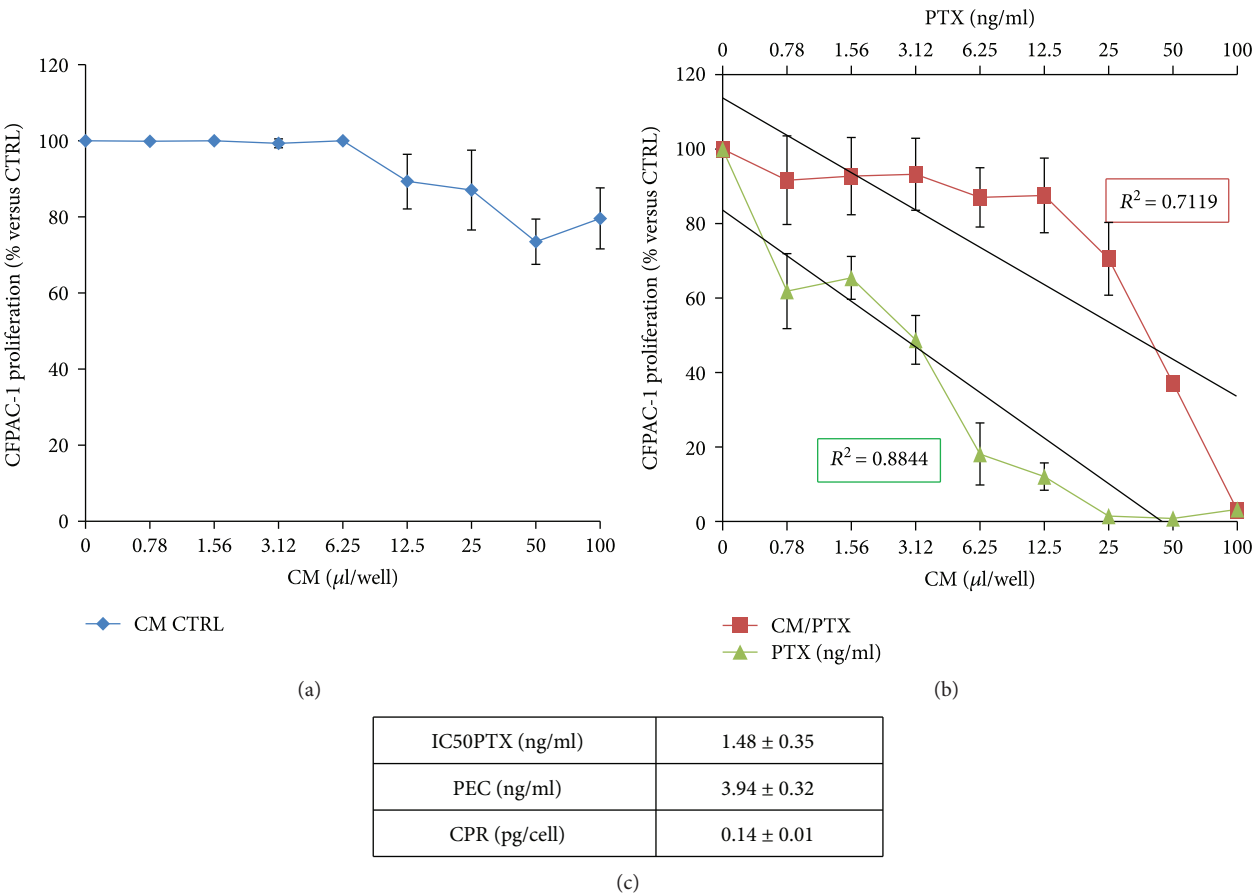 CFPAC-1 proliferation (% versus CTRL)
120
100
80
60
40
20
0
0 0.78 1.56 3.12 6.25 12.5 25 50 100
CM (μl/well)
CM CTRL
(a)
PTX (ng/ml)
0 0.78 1.56 3.12 6.25 12.5 25 50 100
CFPAC-1 proliferation (% versus CTRL)
120
100
80
60
40
20
0
R² = 0.7119
R² = 0.8844
0 0.78 1.56 3.12 6.25 12.5 25 50 100
CM (μl/well)
CM/PTX
PTX (ng/ml)
(b)
IC50PTX (ng/ml) 1.48 ± 0.35
PEC (ng/ml) 3.94 ± 0.32
CPR (pg/cell) 0.14 ± 0.01
(c)